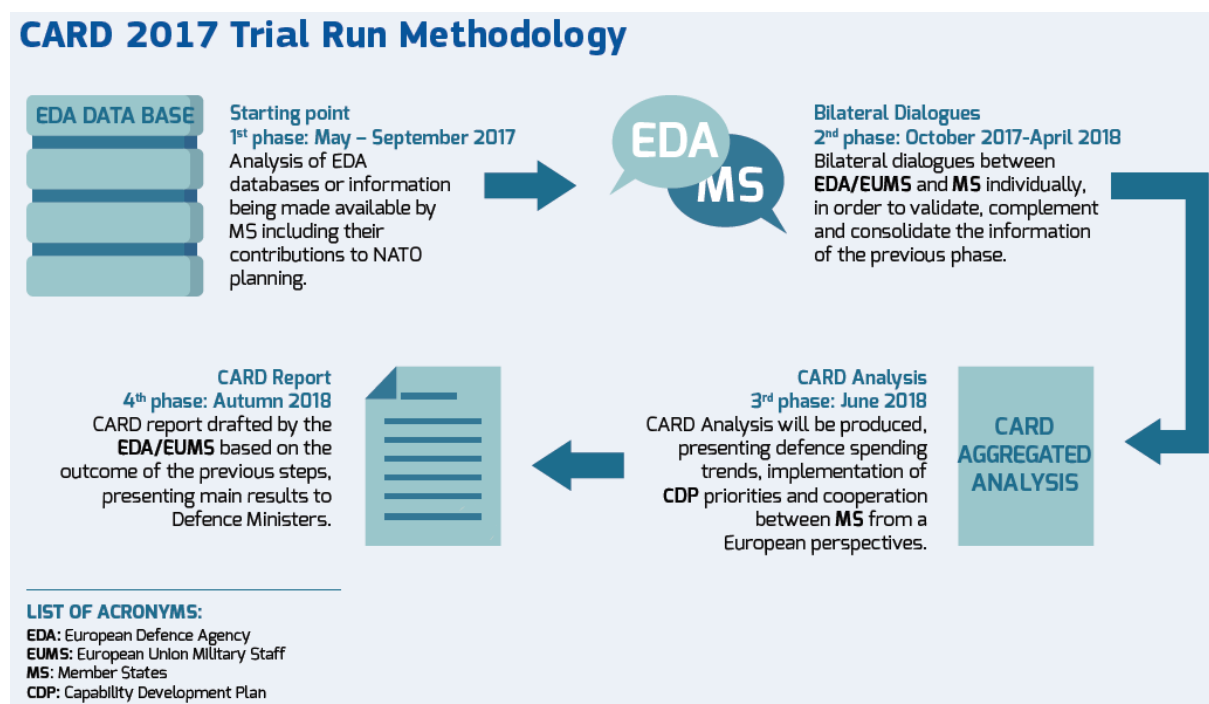 CARD 2017 Trial Run Methodology
EDA DATA BASE
Starting point
1st phase: May – September 2017
Analysis of EDA
databases or information
being made available by
MS including their
contributions to NATO
planning.
EDA
MS
Bilateral Dialogues
2nd phase: October 2017-April 2018
Bilateral dialogues between
EDA/EUMS and MS individually,
in order to validate, complement
and consolidate the information
of the previous phase.
CARD
AGGREGATED
ANALYSIS
CARD Analysis
3rd phase: June 2018
CARD Analysis will be produced,
presenting defence spending
trends, implementation of
CDP priorities and cooperation
between MS from a
European perspectives.
CARD Report
4th phase: Autumn 2018
CARD report drafted by the
EDA/EUMS based on the
outcome of the previous steps,
presenting main results to
Defence Ministers.
LIST OF ACRONYMS:
EDA: European Defence Agency
EUMS: European Union Military Staff
MS: Member States
CDP: Capability Development Plan